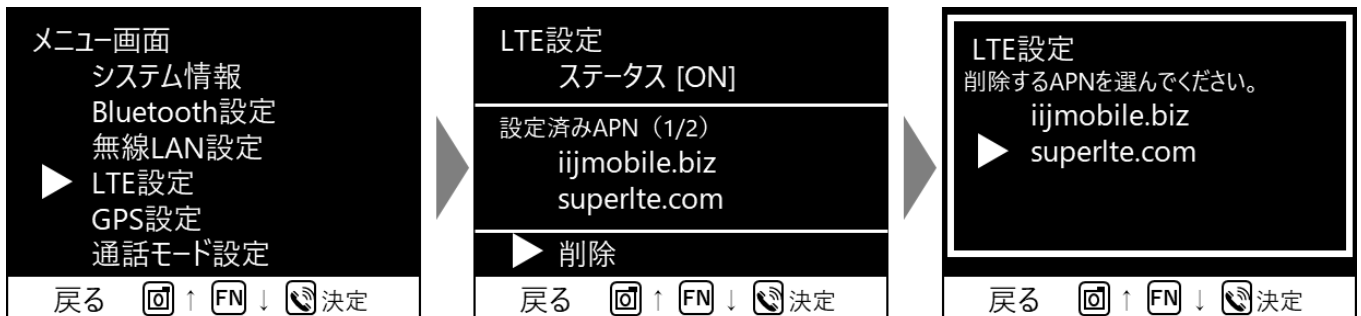 メニュー画面
システム情報
Bluetooth設定
無線LAN設定
LTE設定
GPS設定
通話モード設定
戻る ↑ FN ↓ 決定
LTE設定
ステータス [ON]
設定済みAPN（1/2）
iijmobile.biz
superlte.com
削除
戻る ↑ FN ↓ 決定
LTE設定
削除するAPNを選んでください。
iijmobile.biz
superlte.com
戻る ↑ FN ↓ 決定